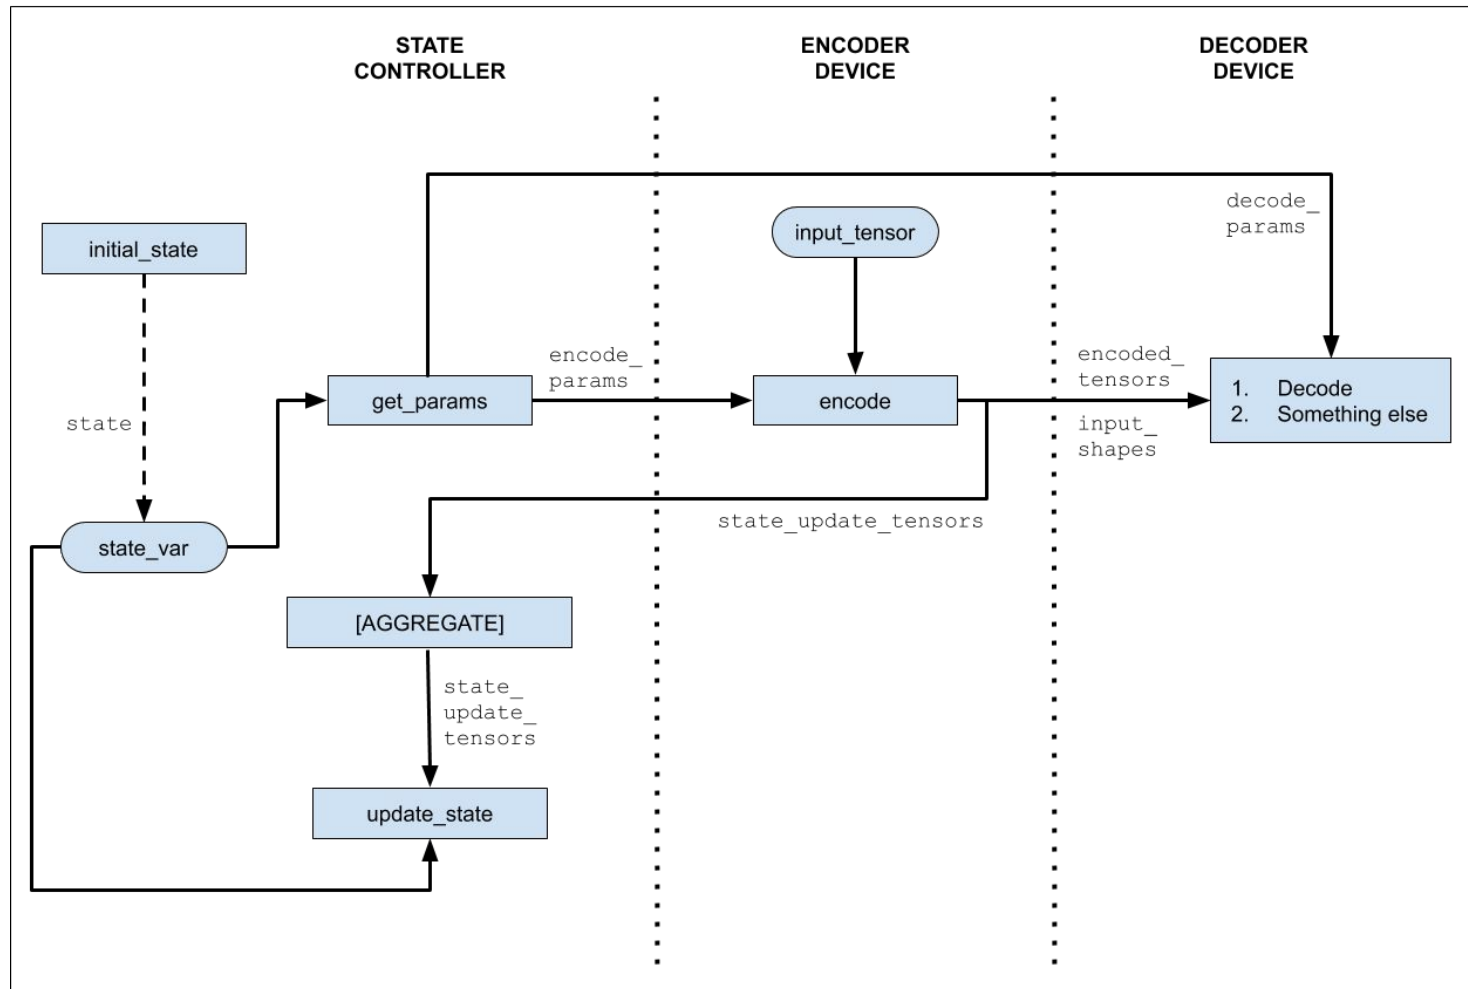 STATE
CONTROLLER
ENCODER
DEVICE
DECODER
DEVICE
initial_state
input_tensor
decode_
params
encode_
params
get_params
encode
encoded_
tensors
input_
shapes
1. Decode
2. Something else
state
state_var
state_update_tensors
[AGGREGATE]
state_
update_
tensors
update_state